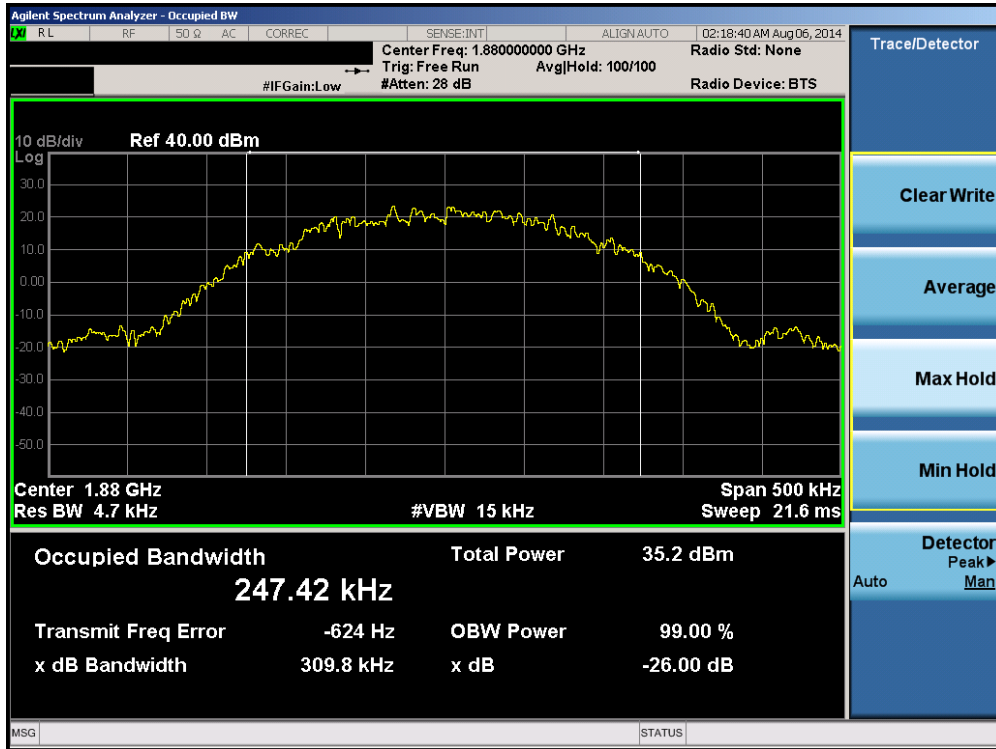 Agilent Spectrum Analyzer - Occupied BW
LXI RL RF 50 Ω AC CORREC SENSE:INT ALIGN AUTO 02:18:40 AM Aug 06, 2014
Center Freq: 1.880000000 GHz Radio Std: None
Trig: Free Run Avg|Hold: 100/100
#IFGain:Low #Atten: 28 dB Radio Device: BTS
10 dB/div Ref 40.00 dBm
Log
30.0
20.0
10.0
0.00
-10.0
-20.0
-30.0
-40.0
-50.0
Center 1.88 GHz Span 500 kHz
Res BW 4.7 kHz #VBW 15 kHz Sweep 21.6 ms
Occupied Bandwidth Total Power 35.2 dBm
247.42 kHz
Transmit Freq Error -624 Hz OBW Power 99.00 %
x dB Bandwidth 309.8 kHz x dB -26.00 dB
MSG STATUS
Trace/Detector
Clear Write
Average
Max Hold
Min Hold
Detector
Peak▶
Auto Man